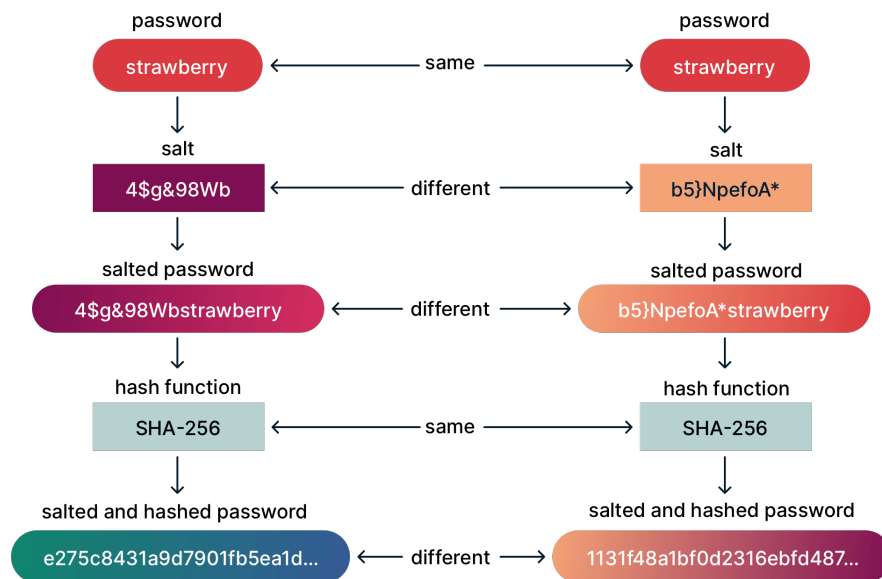 password password
strawberry same strawberry
salt salt
4$g&98Wb different b5}NpefoA*
salted password salted password
4$g&98Wbstrawberry different b5}NpefoA*strawberry
hash function hash function
SHA-256 same SHA-256
salted and hashed password salted and hashed password
e275c8431a9d7901fb5ea1d... different 1131f48a1bf0d2316ebfd487...